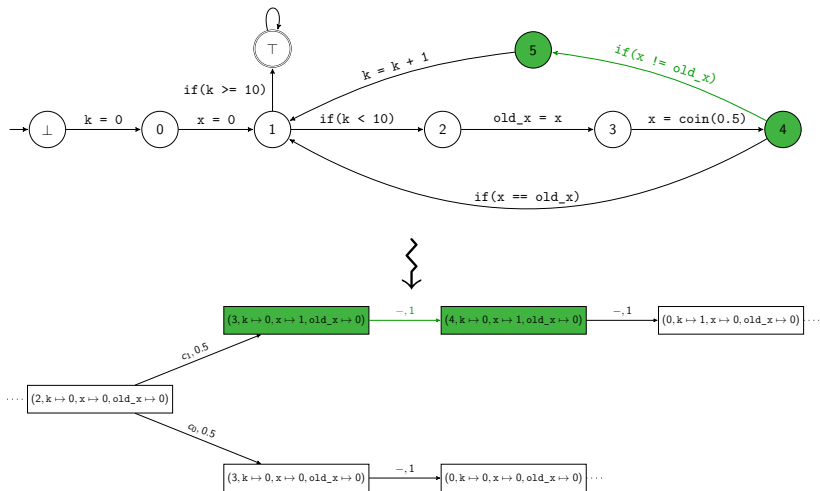 ⊤
5
if(x != old_x)
k = k + 1
if(k >= 10)
⊥
k = 0
0
x = 0
1
if(k < 10)
2
old_x = x
3
x = coin(0.5)
4
if(x == old_x)
(3, k ↦ 0, x ↦ 1, old_x ↦ 0)
−, 1
(4, k ↦ 0, x ↦ 1, old_x ↦ 0)
−, 1
(0, k ↦ 1, x ↦ 0, old_x ↦ 0)
c₁, 0.5
(2, k ↦ 0, x ↦ 0, old_x ↦ 0)
c₀, 0.5
(3, k ↦ 0, x ↦ 0, old_x ↦ 0)
−, 1
(0, k ↦ 0, x ↦ 0, old_x ↦ 0)